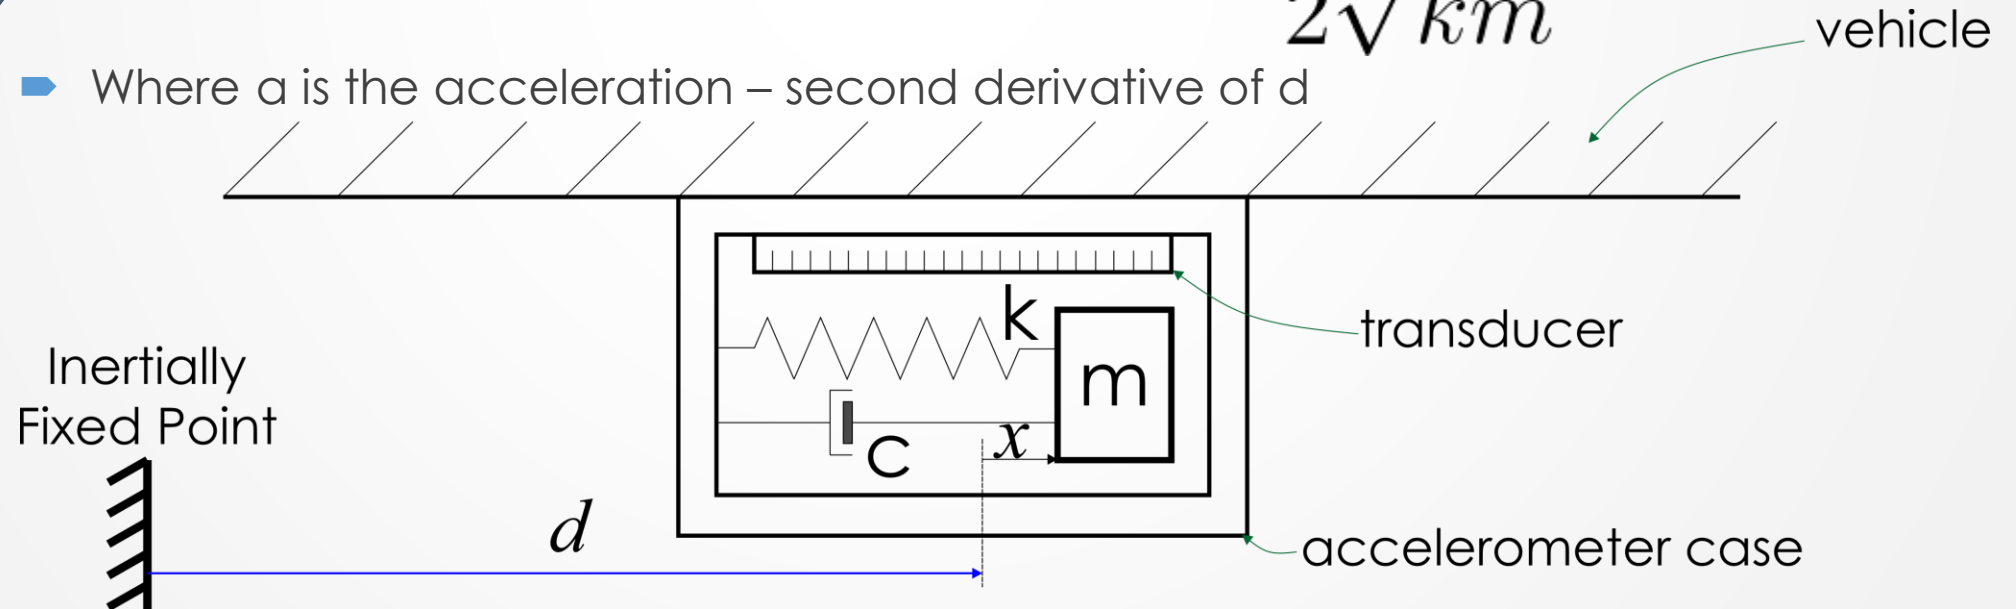 2√km
vehicle
Where a is the acceleration – second derivative of d
k
transducer
m
Inertially
Fixed Point
x
C
d
accelerometer case